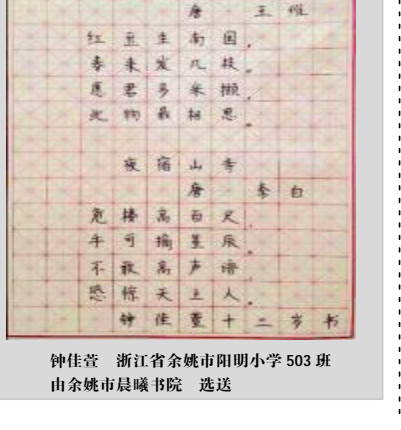 唐 · 王维
红豆生南国，
春来发几枝。
愿君多采撷，
此物最相思。
夜宿山寺
唐 · 李白
危楼高百尺，
手可摘星辰。
不敢高声语，
恐惊天上人。
钟佳萱十二岁书
钟佳萱 浙江省余姚市阳明小学 503 班
由余姚市晨曦书院 选送